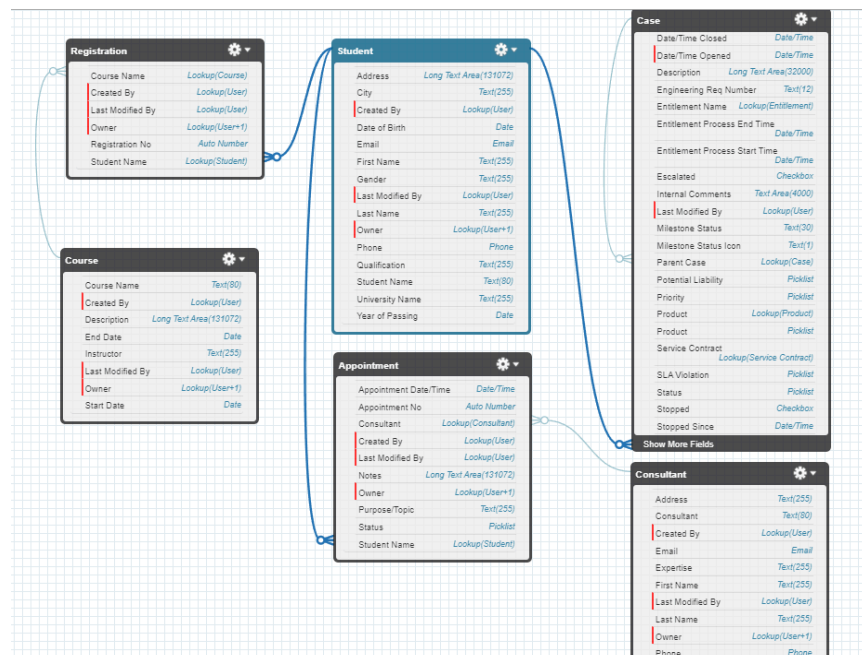 Registration
Course Name Lookup(Course)
Created By Lookup(User)
Last Modified By Lookup(User)
Owner Lookup(User+1)
Registration No Auto Number
Student Name Lookup(Student)
Course
Course Name Text(80)
Created By Lookup(User)
Description Long Text Area(131072)
End Date Date
Instructor Text(255)
Last Modified By Lookup(User)
Owner Lookup(User+1)
Start Date Date
Student
Address Long Text Area(131072)
City Text(255)
Created By Lookup(User)
Date of Birth Date
Email Email
First Name Text(255)
Gender Text(255)
Last Modified By Lookup(User)
Last Name Text(255)
Owner Lookup(User+1)
Phone Phone
Qualification Text(255)
Student Name Text(80)
University Name Text(255)
Year of Passing Date
Appointment
Appointment Date/Time Date/Time
Appointment No Auto Number
Consultant Lookup(Consultant)
Created By Lookup(User)
Last Modified By Lookup(User)
Notes Long Text Area(131072)
Owner Lookup(User+1)
Purpose/Topic Text(255)
Status Picklist
Student Name Lookup(Student)
Case
Date/Time Closed Date/Time
Date/Time Opened Date/Time
Description Long Text Area(32000)
Engineering Req Number Text(12)
Entitlement Name Lookup(Entitlement)
Entitlement Process End Time
Date/Time
Entitlement Process Start Time
Date/Time
Escalated Checkbox
Internal Comments Text Area(4000)
Last Modified By Lookup(User)
Milestone Status Text(30)
Milestone Status Icon Text(1)
Parent Case Lookup(Case)
Potential Liability Picklist
Priority Picklist
Product Lookup(Product)
Product Picklist
Service Contract
Lookup(Service Contract)
SLA Violation Picklist
Status Picklist
Stopped Checkbox
Stopped Since Date/Time
Show More Fields
Consultant
Address Text(255)
Consultant Text(80)
Created By Lookup(User)
Email Email
Expertise Text(255)
First Name Text(255)
Last Modified By Lookup(User)
Last Name Text(255)
Owner Lookup(User+1)
Phone Phone